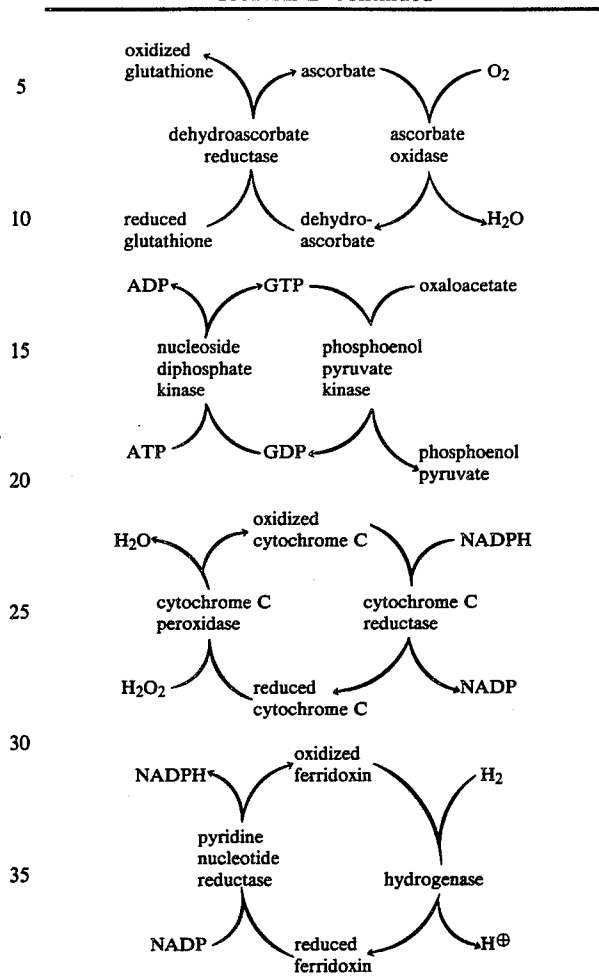 oxidized
glutathione
ascorbate
O₂
5
dehydroascorbate
reductase
ascorbate
oxidase
10
reduced
glutathione
dehydro-
ascorbate
H₂O
ADP
GTP
oxaloacetate
15
nucleoside
diphosphate
kinase
phosphoenol
pyruvate
kinase
ATP
GDP
phosphoenol
pyruvate
20
H₂O
oxidized
cytochrome C
NADPH
25
cytochrome C
peroxidase
cytochrome C
reductase
H₂O₂
reduced
cytochrome C
NADP
30
NADPH
oxidized
ferridoxin
H₂
35
pyridine
nucleotide
reductase
hydrogenase
NADP
reduced
ferridoxin
H⊕